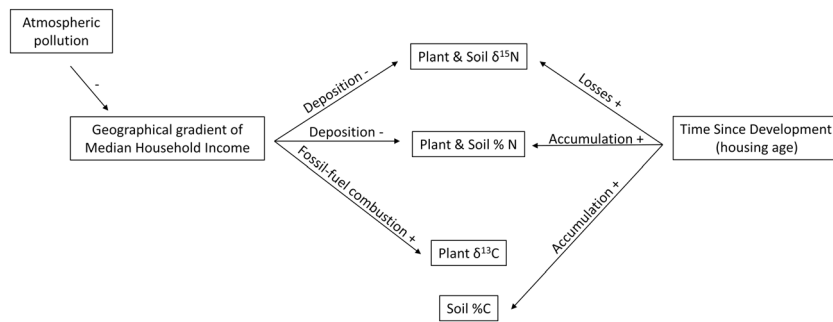 Atmospheric
pollution
-
Geographical gradient of
Median Household Income
Deposition -
Deposition -
Fossil-fuel combustion +
Plant & Soil δ¹⁵N
Plant & Soil % N
Plant δ¹³C
Soil %C
Losses +
Accumulation +
Accumulation +
Time Since Development
(housing age)